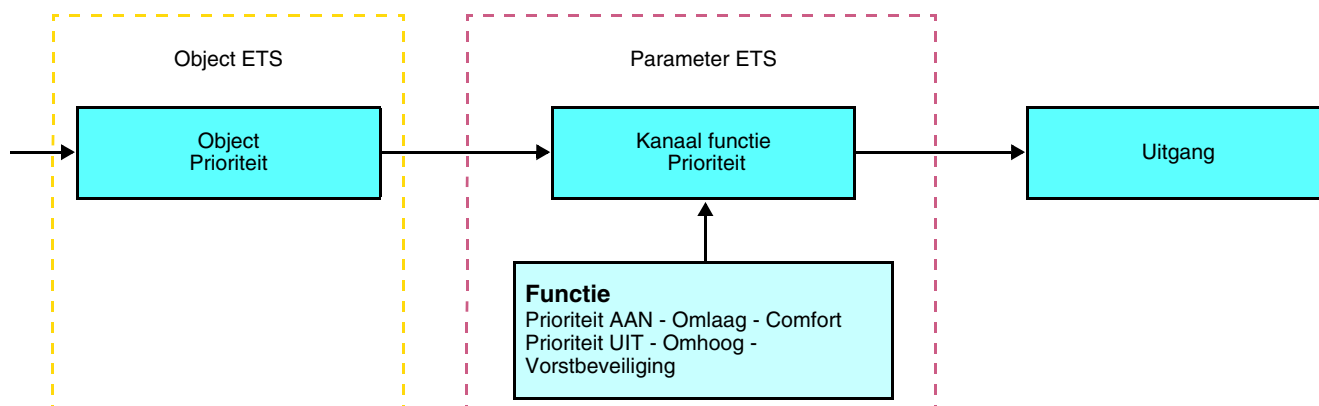 Object ETS
Parameter ETS
Object
Prioriteit
Kanaal functie
Prioriteit
Uitgang
Functie
Prioriteit AAN - Omlaag - Comfort
Prioriteit UIT - Omhoog -
Vorstbeveiliging